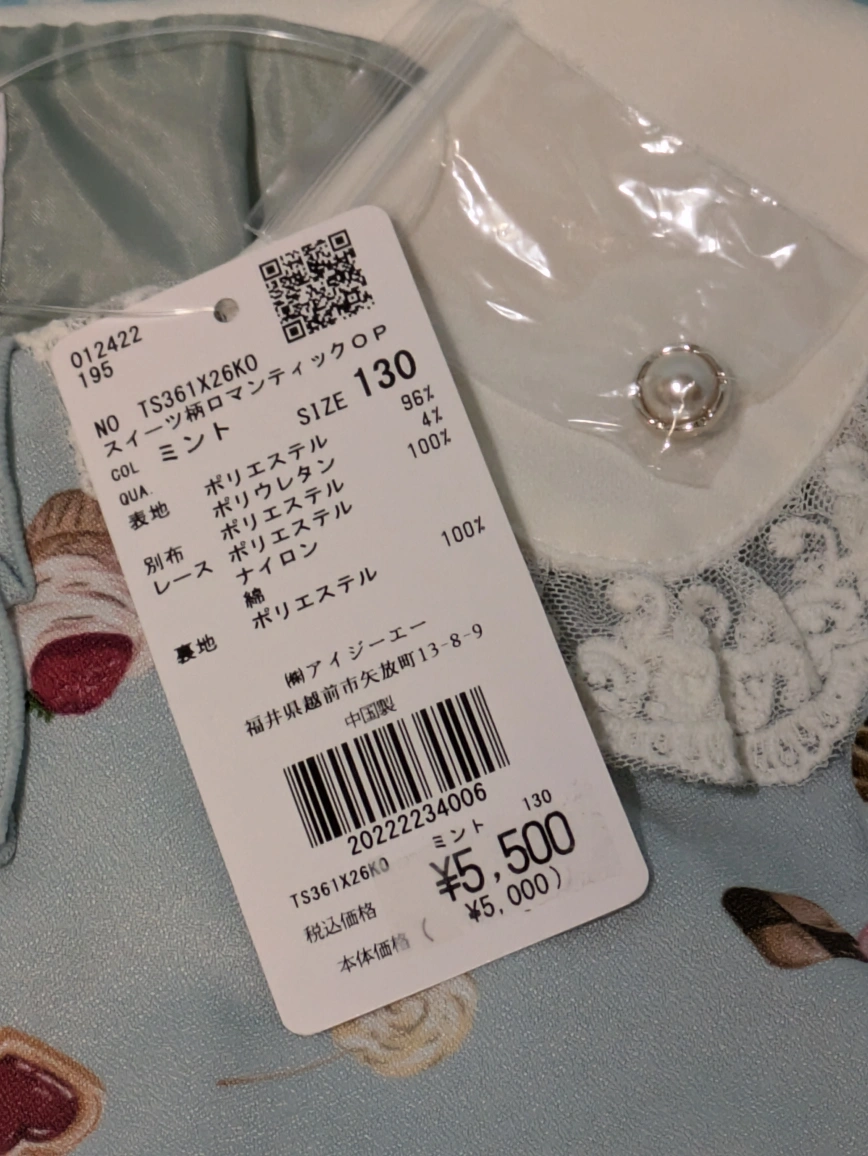 012422
195
NO TS361X26KO
スイーツ柄ロマンティックOP
COL ミント SIZE 130
QUA.
表地 ポリエステル 96%
ポリウレタン 4%
別布 ポリエステル 100%
レース ポリエステル
ナイロン
綿
裏地 ポリエステル 100%
㈱アイジーエー
福井県越前市矢放町13-8-9
中国製
20222234006
TS361X26KO ミント 130
税込価格 ¥5,500
本体価格 ( ¥5,000)